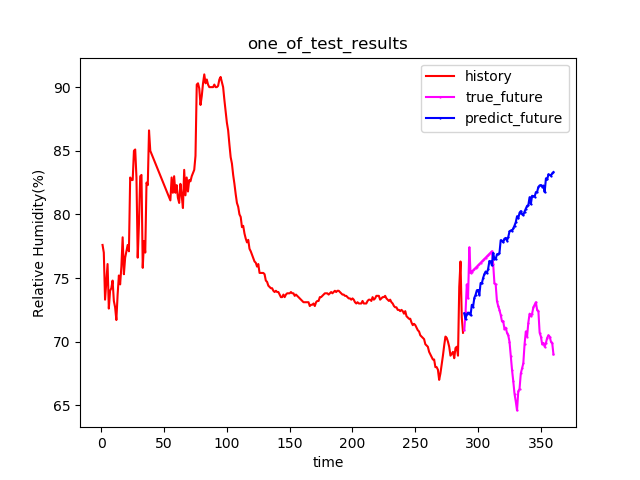 one_of_test_results
history
true_future
predict_future
Relative Humidity(%)
90
85
80
75
70
65
0
50
100
150
200
250
300
350
time